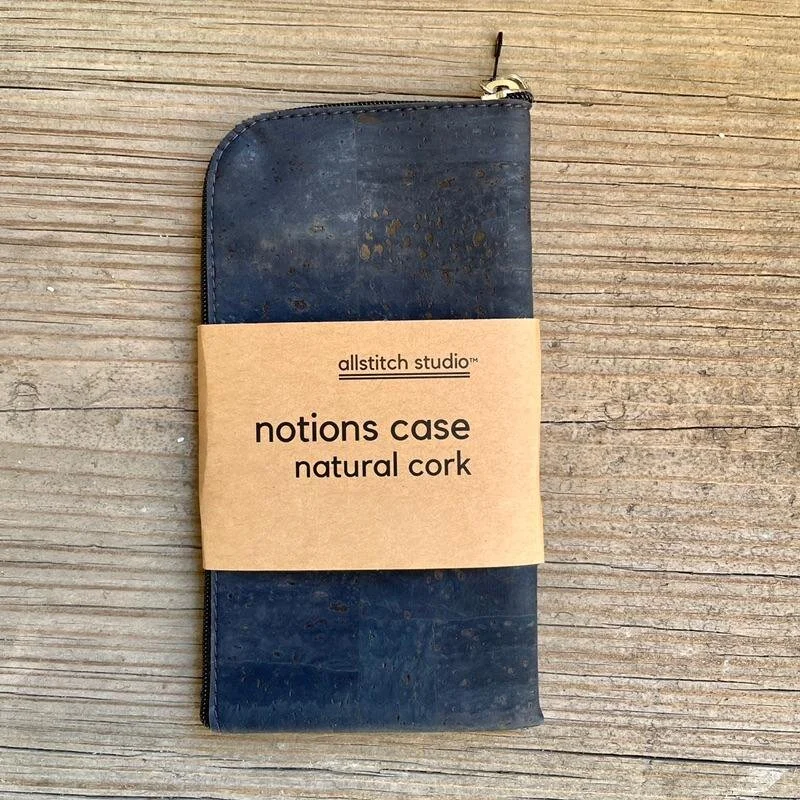 allstitch studio™
notions case
natural cork